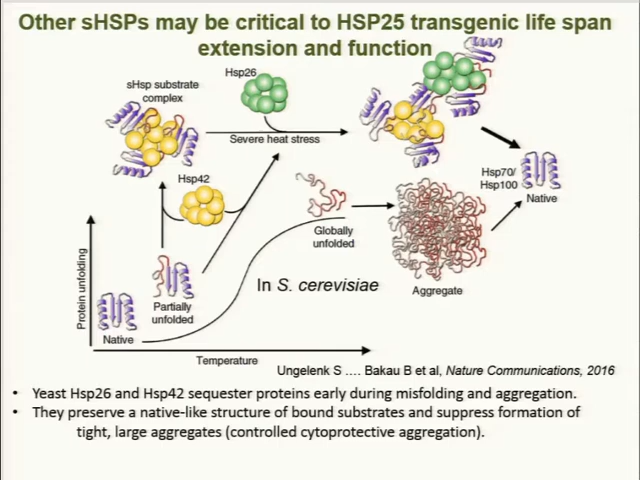 Other sHSPs may be critical to HSP25 transgenic life span
extension and function
Hsp26
sHsp substrate
complex
Severe heat stress
Hsp42
Hsp70/
Hsp100
Native
Globally
unfolded
Protein unfolding
Partially
unfolded
In S. cerevisiae
Aggregate
Native
Temperature
Ungelenk S .... Bakau B et al, Nature Communications, 2016
• Yeast Hsp26 and Hsp42 sequester proteins early during misfolding and aggregation.
• They preserve a native-like structure of bound substrates and suppress formation of
tight, large aggregates (controlled cytoprotective aggregation).